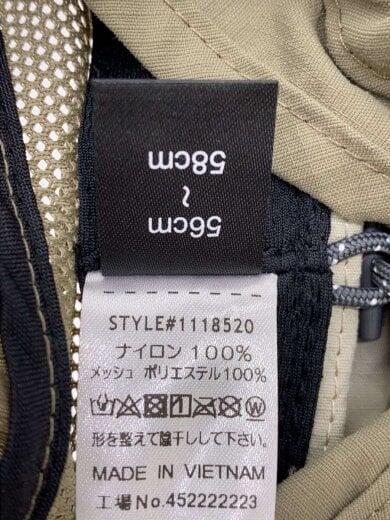 56cm
~
58cm
STYLE#1118520
ナイロン 100%
メッシュ ポリエステル100%
形を整えて陰干しして下さい。
MADE IN VIETNAM
工場No.452222223